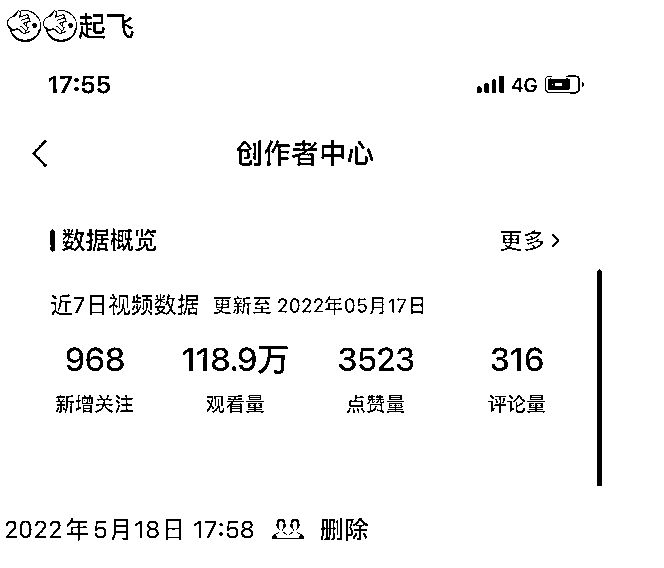 起飞
17:55 4G
创作者中心
数据概览 更多
近7日视频数据 更新至 2022年05月17日
968 118.9万 3523 316
新增关注 观看量 点赞量 评论量
2022年5月18日 17:58 删除